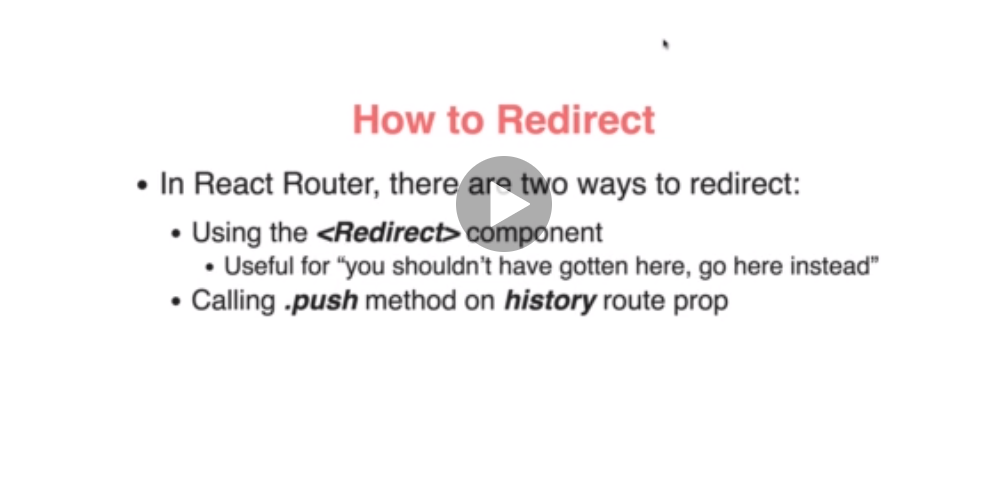 How to Redirect
• In React Router, there are two ways to redirect:
• Using the <Redirect> component
• Useful for “you shouldn’t have gotten here, go here instead”
• Calling .push method on history route prop